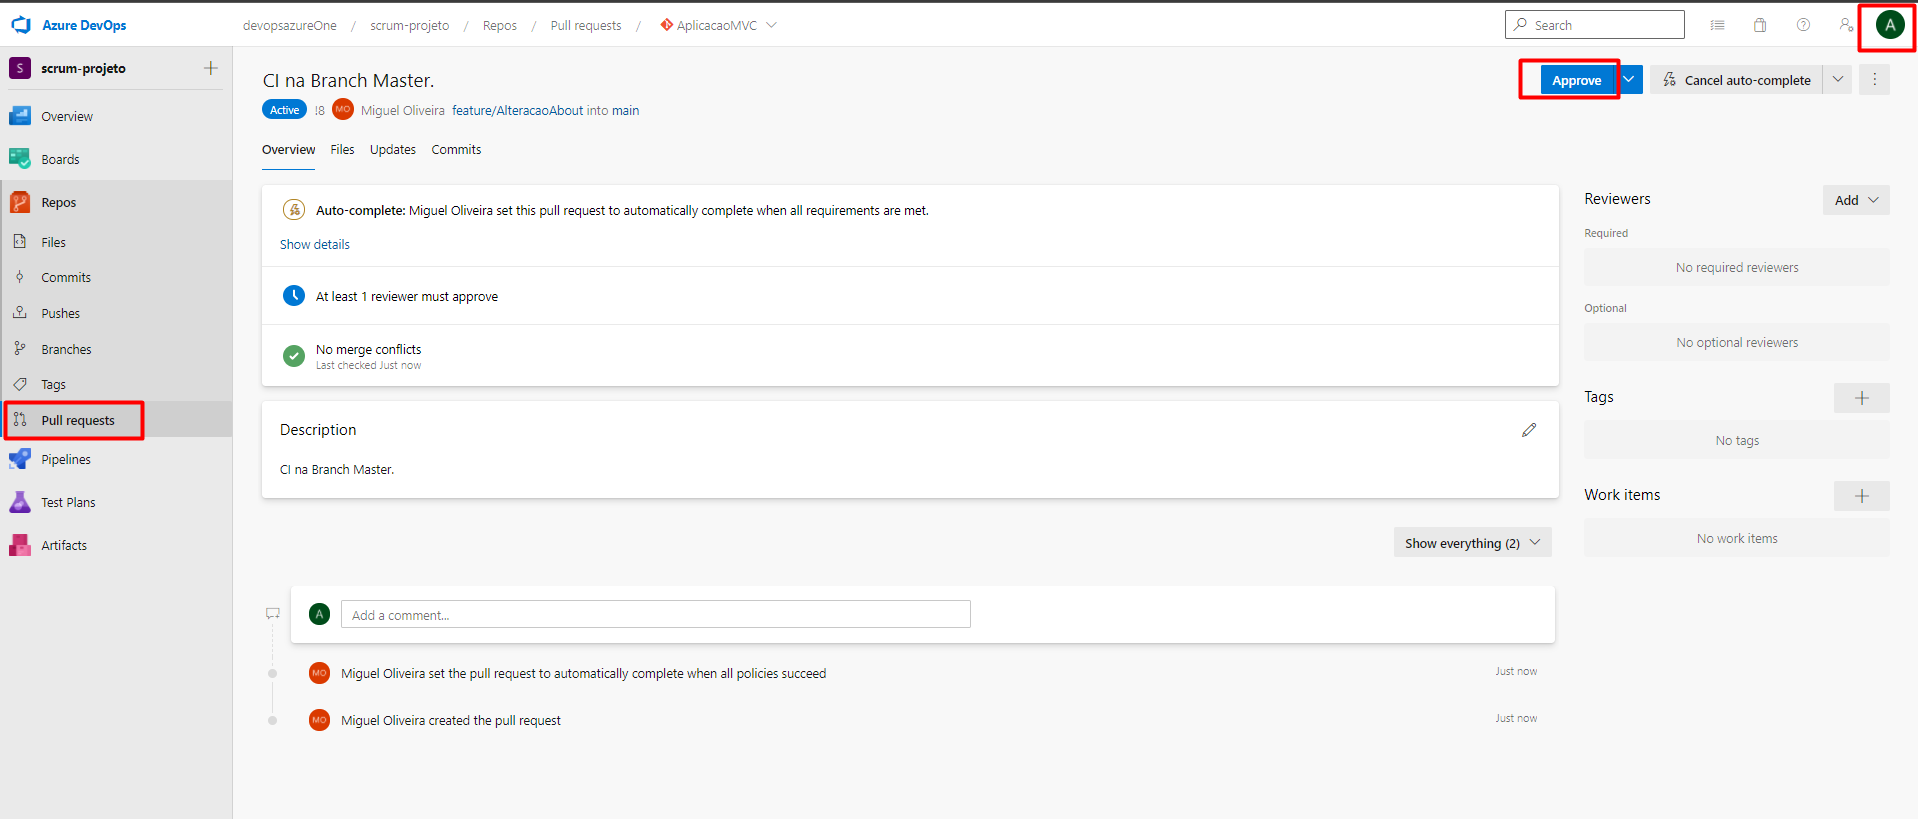 Azure DevOps
devopsazureOne / scrum-projeto / Repos / Pull requests / AplicacaoMVC
Search
A
S scrum-projeto
Overview
Boards
Repos
Files
Commits
Pushes
Branches
Tags
Pull requests
Pipelines
Test Plans
Artifacts
CI na Branch Master.
Approve
Cancel auto-complete
Active !8 MO Miguel Oliveira feature/AlteracaoAbout into main
Overview Files Updates Commits
Auto-complete: Miguel Oliveira set this pull request to automatically complete when all requirements are met.
Show details
At least 1 reviewer must approve
No merge conflicts
Last checked Just now
Description
CI na Branch Master.
Show everything (2)
A Add a comment...
MO Miguel Oliveira set the pull request to automatically complete when all policies succeed Just now
MO Miguel Oliveira created the pull request Just now
Reviewers Add
Required
No required reviewers
Optional
No optional reviewers
Tags
No tags
Work items
No work items